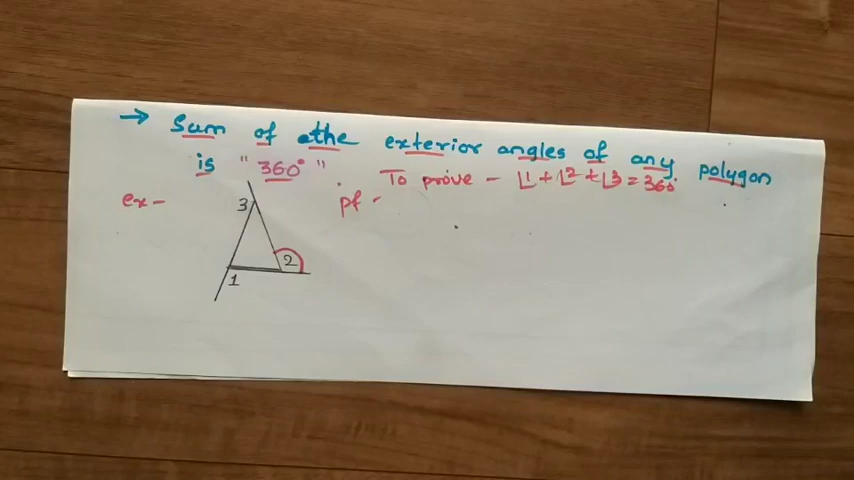 → Sum of the exterior angles of any polygon
is "360°"
To prove - ∠1 + ∠2 + ∠3 = 360°
ex -
pf -
3
2
1